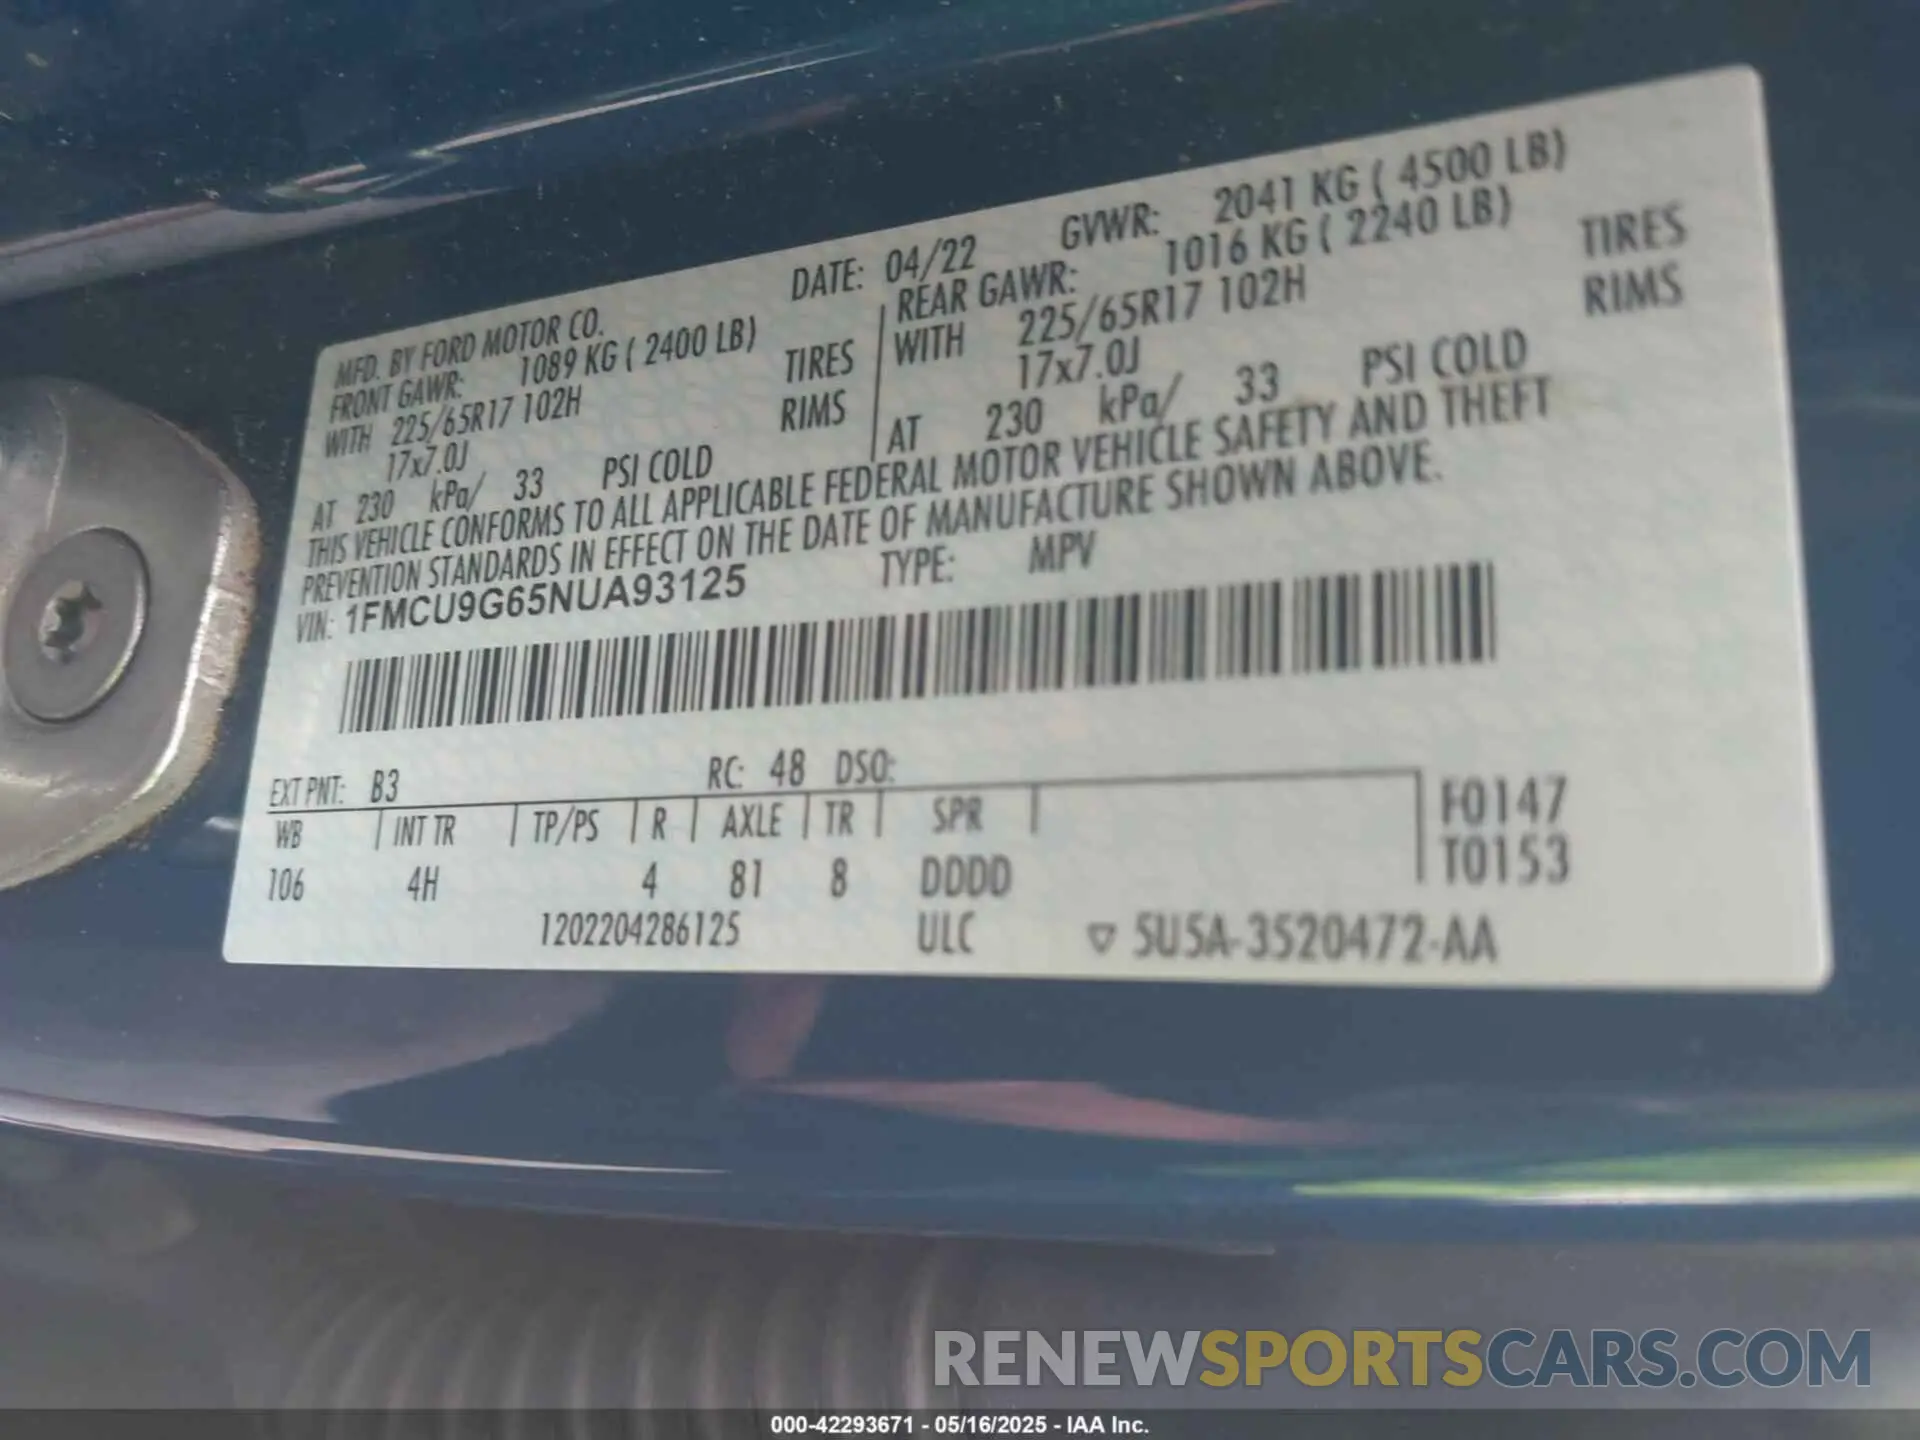 MFD. BY FORD MOTOR CO. DATE: 04/22 GVWR: 2041 KG ( 4500 LB)
FRONT GAWR: 1089 KG ( 2400 LB)
WITH 225/65R17 102H TIRES
17x7.0J RIMS
AT 230 kPa/ 33 PSI COLD
REAR GAWR: 1016 KG ( 2240 LB)
WITH 225/65R17 102H TIRES
17x7.0J RIMS
AT 230 kPa/ 33 PSI COLD
THIS VEHICLE CONFORMS TO ALL APPLICABLE FEDERAL MOTOR VEHICLE SAFETY AND THEFT
PREVENTION STANDARDS IN EFFECT ON THE DATE OF MANUFACTURE SHOWN ABOVE.
VIN: 1FMCU9G65NUA93125 TYPE: MPV
EXT PNT: B3 RC: 48 DSO:
WB INT TR TP/PS R AXLE TR SPR F0147
106 4H 4 81 8 DDDD T0153
1202204286125 ULC ▽ 5U5A-3520472-AA
RENEWSPORTSCARS.COM
000-42293671 - 05/16/2025 - IAA Inc.